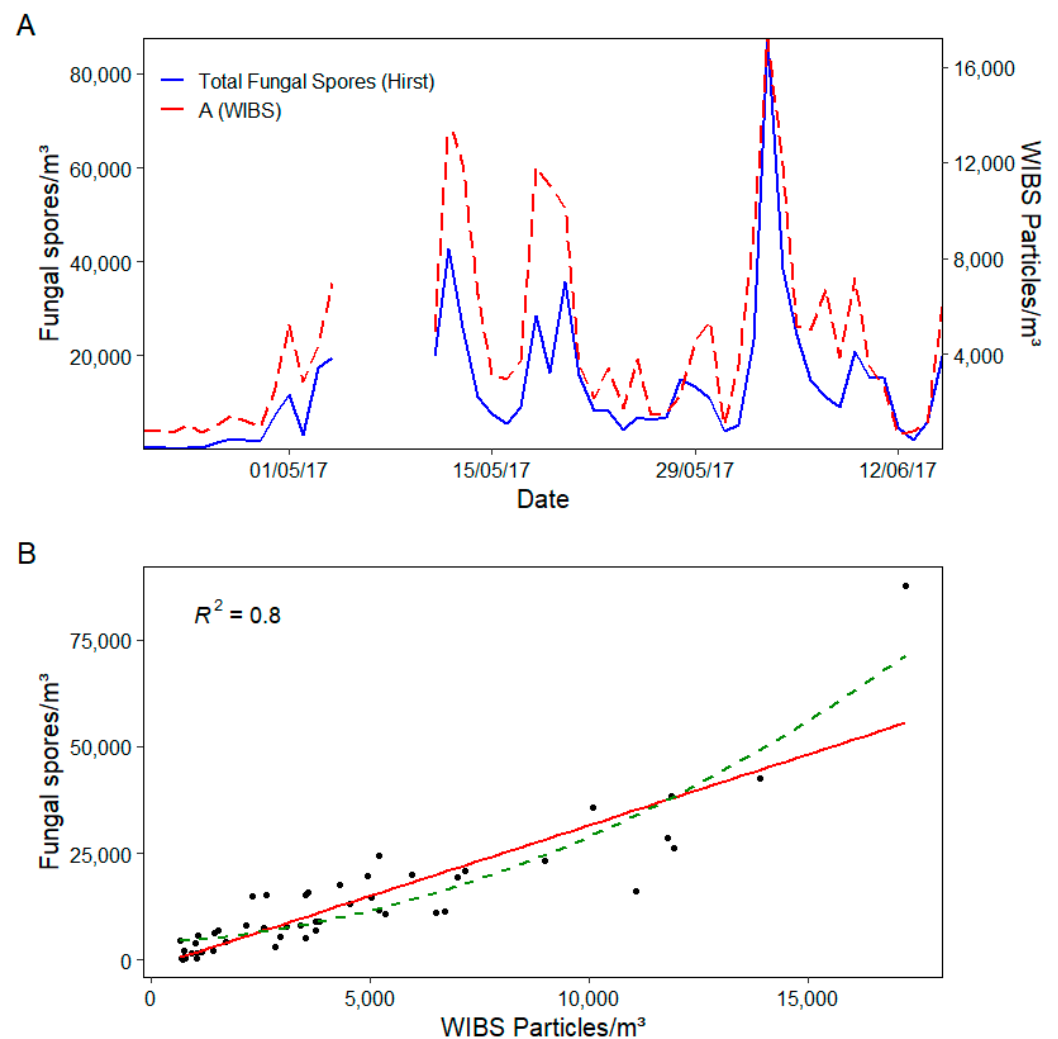 A
Total Fungal Spores (Hirst)
A (WIBS)
80,000
60,000
40,000
20,000
Fungal spores/m³
16,000
12,000
8,000
4,000
WIBS Particles/m³
01/05/17
15/05/17
29/05/17
12/06/17
Date
B
R² = 0.8
75,000
50,000
25,000
0
Fungal spores/m³
0
5,000
10,000
15,000
WIBS Particles/m³